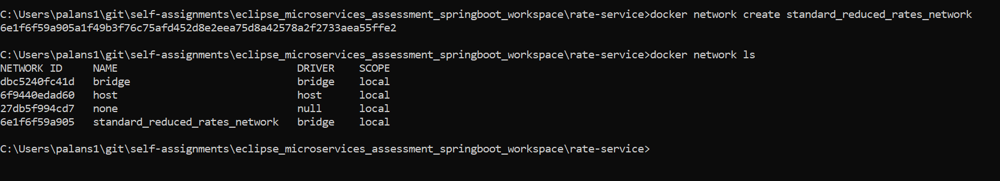 C:\Users\palans1\git\self-assignments\eclipse_microservices_assessment_springboot_workspace\rate-service>docker network create standard_reduced_rates_network
6e1f6f59a905a1f49b3f76c75afd452d8e2eea75d8a42578a2f2733aea55ffe2
C:\Users\palans1\git\self-assignments\eclipse_microservices_assessment_springboot_workspace\rate-service>docker network ls
NETWORK ID     NAME                             DRIVER    SCOPE
dbc5240fc41d   bridge                           bridge    local
6f9440edad60   host                             host      local
27db5f994cd7   none                             null      local
6e1f6f59a905   standard_reduced_rates_network   bridge    local
C:\Users\palans1\git\self-assignments\eclipse_microservices_assessment_springboot_workspace\rate-service>